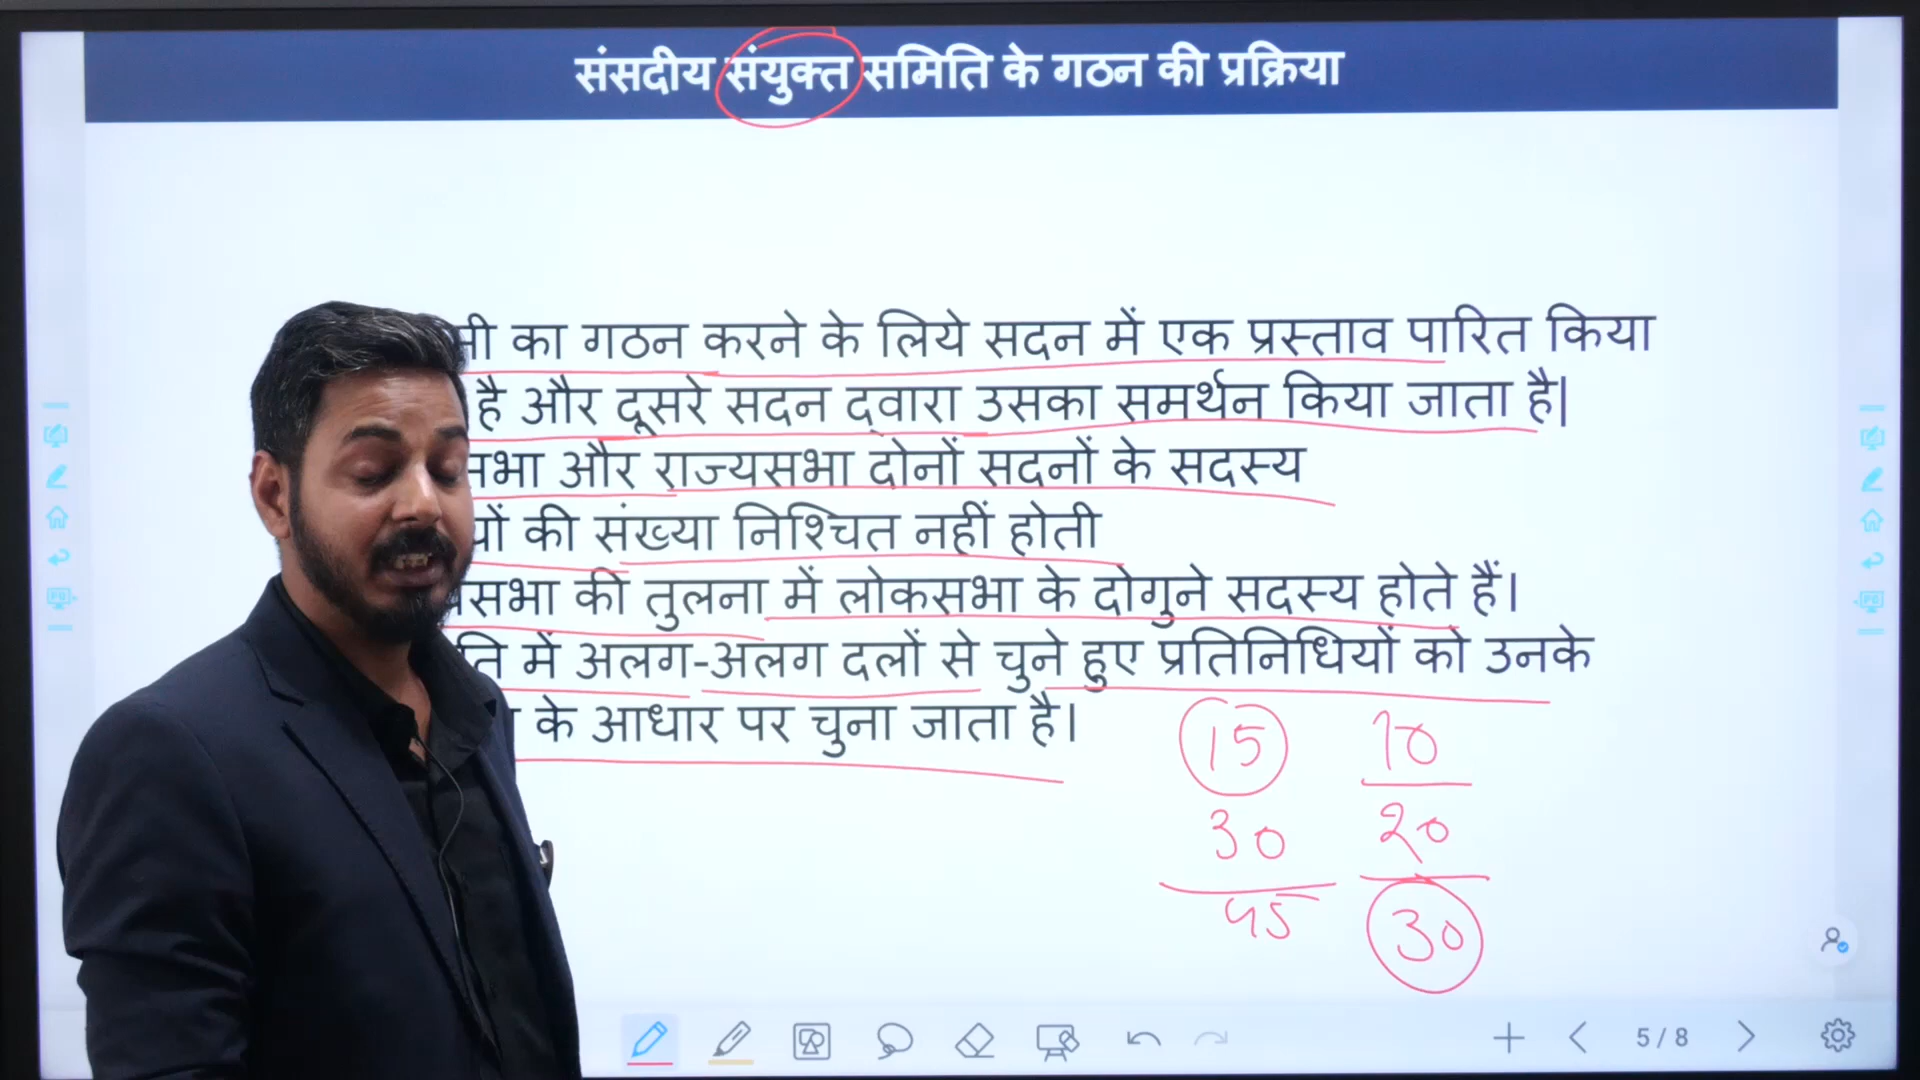 संसदीय संयुक्त समिति के गठन की प्रक्रिया
का गठन करने के लिये सदन में एक प्रस्ताव पारित किया
है और दूसरे सदन द्वारा उसका समर्थन किया जाता है|
और राज्यसभा दोनों सदनों के सदस्य
की संख्या निश्चित नहीं होती
की तुलना में लोकसभा के दोगुने सदस्य होते हैं।
में अलग-अलग दलों से चुने हुए प्रतिनिधियों को उनके
के आधार पर चुना जाता है।
15 10
30 20
45 30
5/8